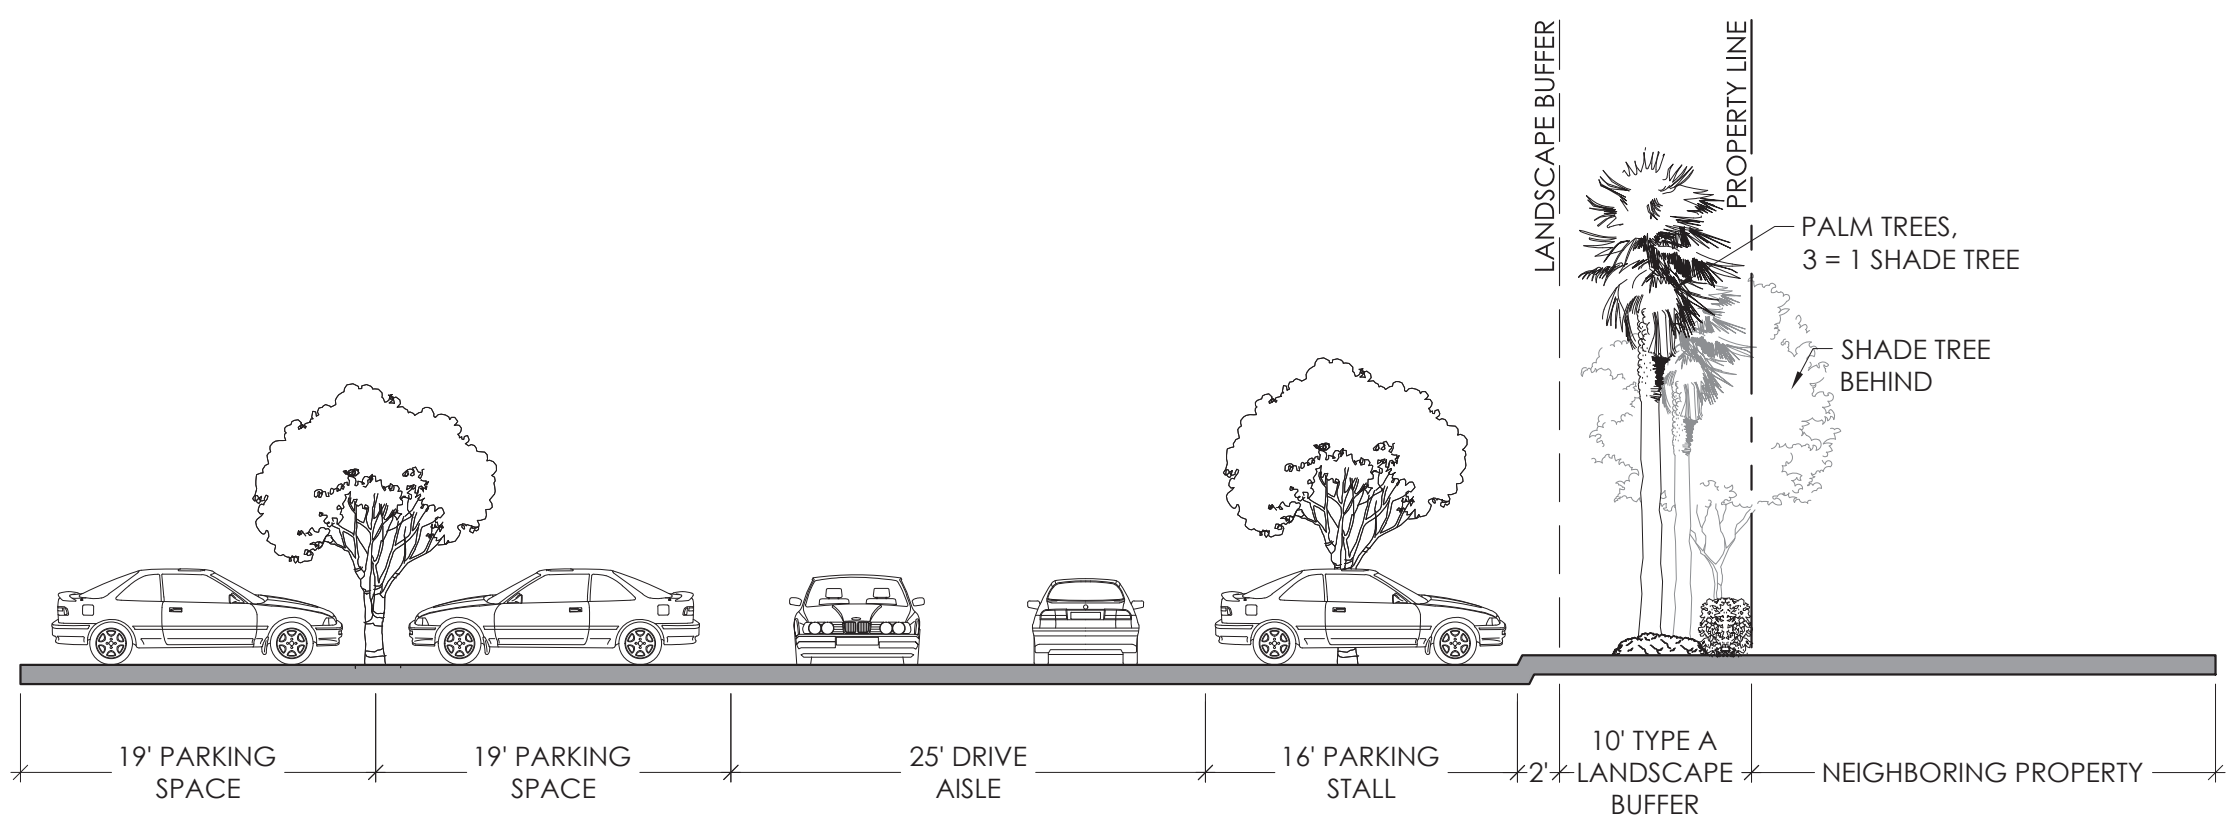 LANDSCAPE BUFFER
PROPERTY LINE
PALM TREES,
3 = 1 SHADE TREE
SHADE TREE
BEHIND
19' PARKING
SPACE
19' PARKING
SPACE
25' DRIVE
AISLE
16' PARKING
STALL
2'
10' TYPE A
LANDSCAPE
BUFFER
NEIGHBORING PROPERTY